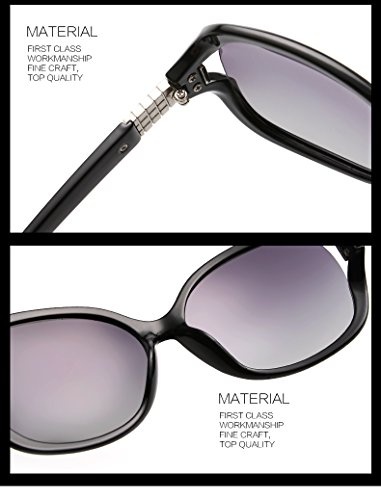 MATERIAL
FIRST CLASS
WORKMANSHIP
FINE CRAFT,
TOP QUALITY
MATERIAL
FIRST CLASS
WORKMANSHIP
FINE CRAFT,
TOP QUALITY